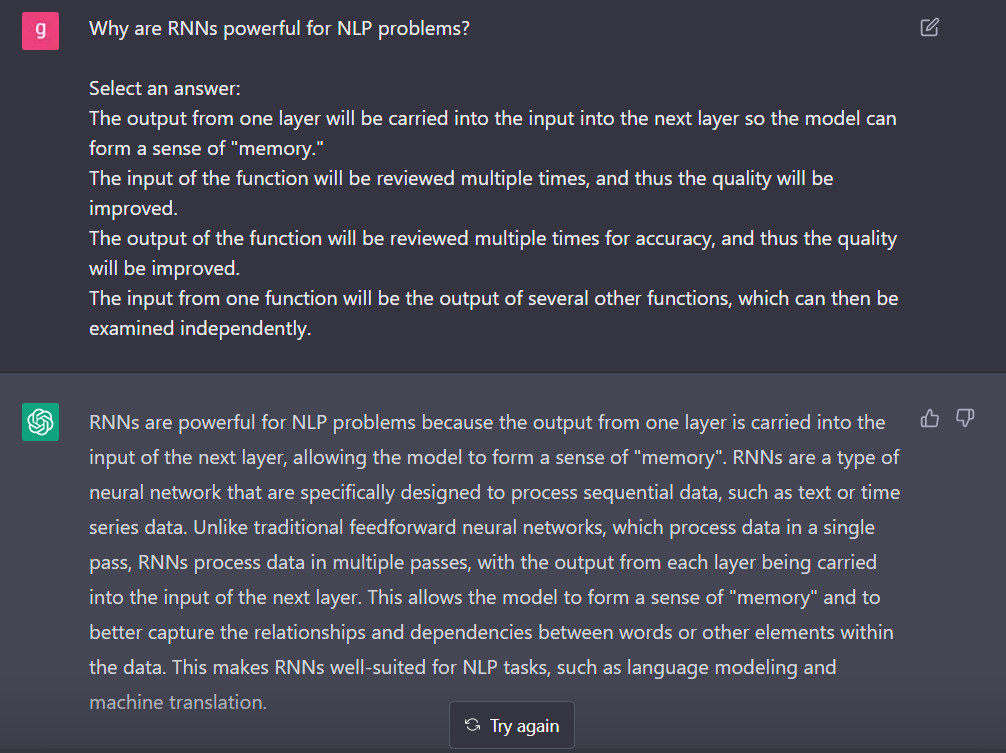 g
Why are RNNs powerful for NLP problems?
Select an answer:
The output from one layer will be carried into the input into the next layer so the model can
form a sense of "memory."
The input of the function will be reviewed multiple times, and thus the quality will be
improved.
The output of the function will be reviewed multiple times for accuracy, and thus the quality
will be improved.
The input from one function will be the output of several other functions, which can then be
examined independently.
RNNs are powerful for NLP problems because the output from one layer is carried into the
input of the next layer, allowing the model to form a sense of "memory". RNNs are a type of
neural network that are specifically designed to process sequential data, such as text or time
series data. Unlike traditional feedforward neural networks, which process data in a single
pass, RNNs process data in multiple passes, with the output from each layer being carried
into the input of the next layer. This allows the model to form a sense of "memory" and to
better capture the relationships and dependencies between words or other elements within
the data. This makes RNNs well-suited for NLP tasks, such as language modeling and
machine translation.
Try again